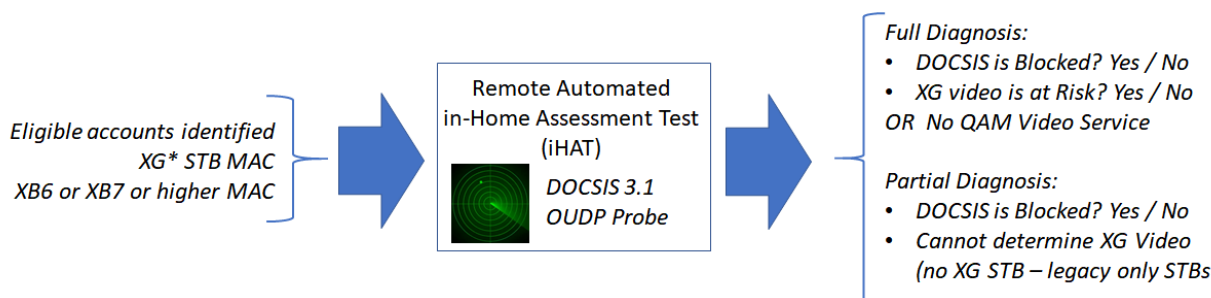 Eligible accounts identified
XG* STB MAC
XB6 or XB7 or higher MAC
Remote Automated
in-Home Assessment Test
(iHAT)
DOCSIS 3.1
OUDP Probe
Full Diagnosis:
• DOCSIS is Blocked? Yes / No
• XG video is at Risk? Yes / No
OR No QAM Video Service
Partial Diagnosis:
• DOCSIS is Blocked? Yes / No
• Cannot determine XG Video
(no XG STB – legacy only STBs